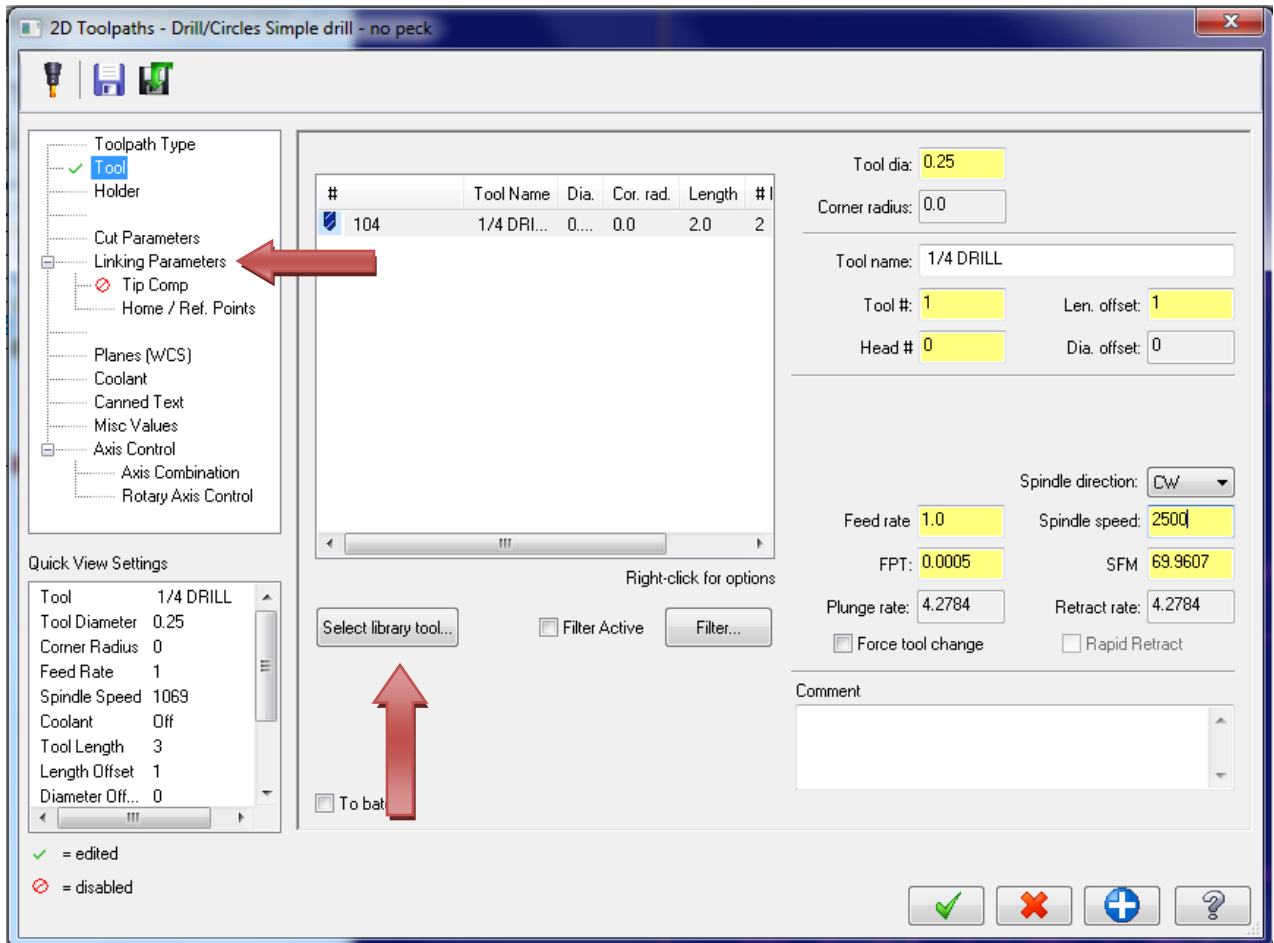 2D Toolpaths - Drill/Circles Simple drill - no peck
Toolpath Type
Tool
Holder
Cut Parameters
Linking Parameters
Tip Comp
Home / Ref. Points
Planes (WCS)
Coolant
Canned Text
Misc Values
Axis Control
Axis Combination
Rotary Axis Control
Quick View Settings
Tool 1/4 DRILL
Tool Diameter 0.25
Corner Radius 0
Feed Rate 1
Spindle Speed 1069
Coolant Off
Tool Length 3
Length Offset 1
Diameter Off... 0
= edited
= disabled
# Tool Name Dia. Cor. rad. Length #
104 1/4 DRI... 0.... 0.0 2.0 2
Right-click for options
Select library tool... Filter Active Filter...
To bat
Tool dia: 0.25
Corner radius: 0.0
Tool name: 1/4 DRILL
Tool #: 1 Len. offset: 1
Head # 0 Dia. offset: 0
Spindle direction: CW
Feed rate 1.0 Spindle speed: 2500
FPT: 0.0005 SFM 69.9607
Plunge rate: 4.2784 Retract rate: 4.2784
Force tool change Rapid Retract
Comment